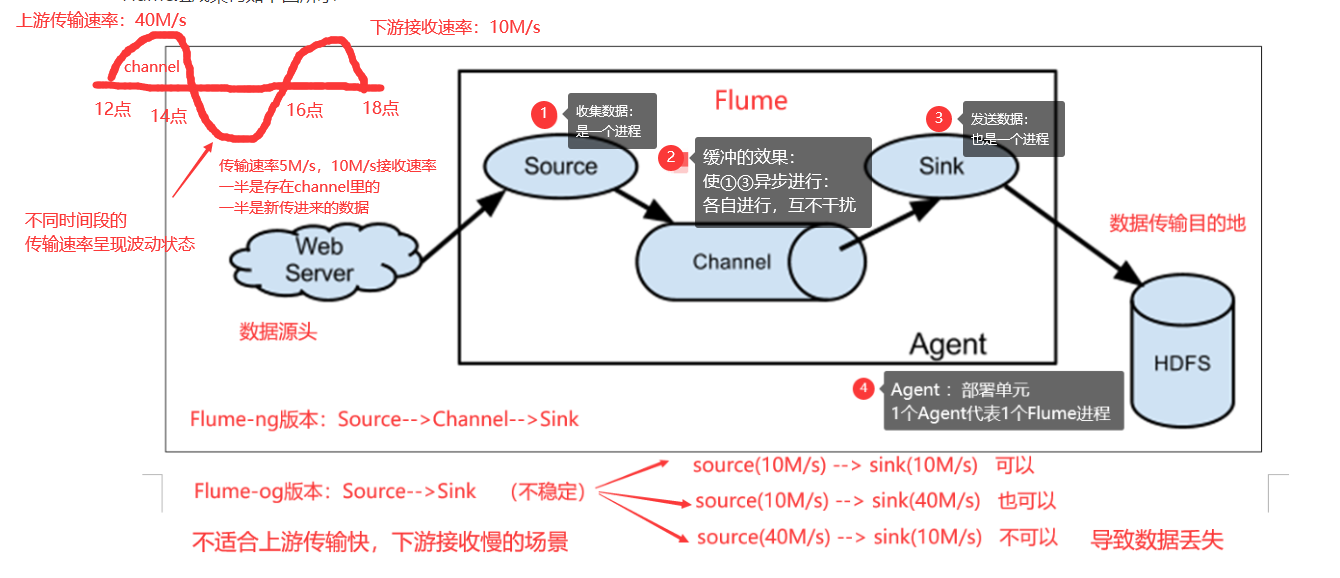 上游传输速率：40M/s
下游接收速率：10M/s
channel
12点
14点
16点
18点
传输速率5M/s，10M/s接收速率
一半是存在channel里的
一半是新传进来的数据
不同时间段的
传输速率呈现波动状态
Flume
1
收集数据：
是一个进程
2
缓冲的效果：
使①③异步进行：
各自进行，互不干扰
3
发送数据：
也是一个进程
Source
Sink
Channel
Web
Server
数据源头
数据传输目的地
HDFS
Agent
4
Agent ：部署单元
1个Agent代表1个Flume进程
Flume-ng版本：Source-->Channel-->Sink
Flume-og版本：Source-->Sink （不稳定）
source(10M/s) --> sink(10M/s) 可以
source(10M/s) --> sink(40M/s) 也可以
source(40M/s) --> sink(10M/s) 不可以 导致数据丢失
不适合上游传输快，下游接收慢的场景